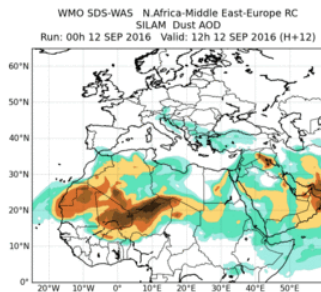 WMO SDS-WAS N.Africa-Middle East-Europe RC
SILAM Dust AOD
Run: 00h 12 SEP 2016 Valid: 12h 12 SEP 2016 (H+12)
60°N
50°N
40°N
30°N
20°N
10°N
0°
20°W 10°W 0° 10°E 20°E 30°E 40°E 50°E